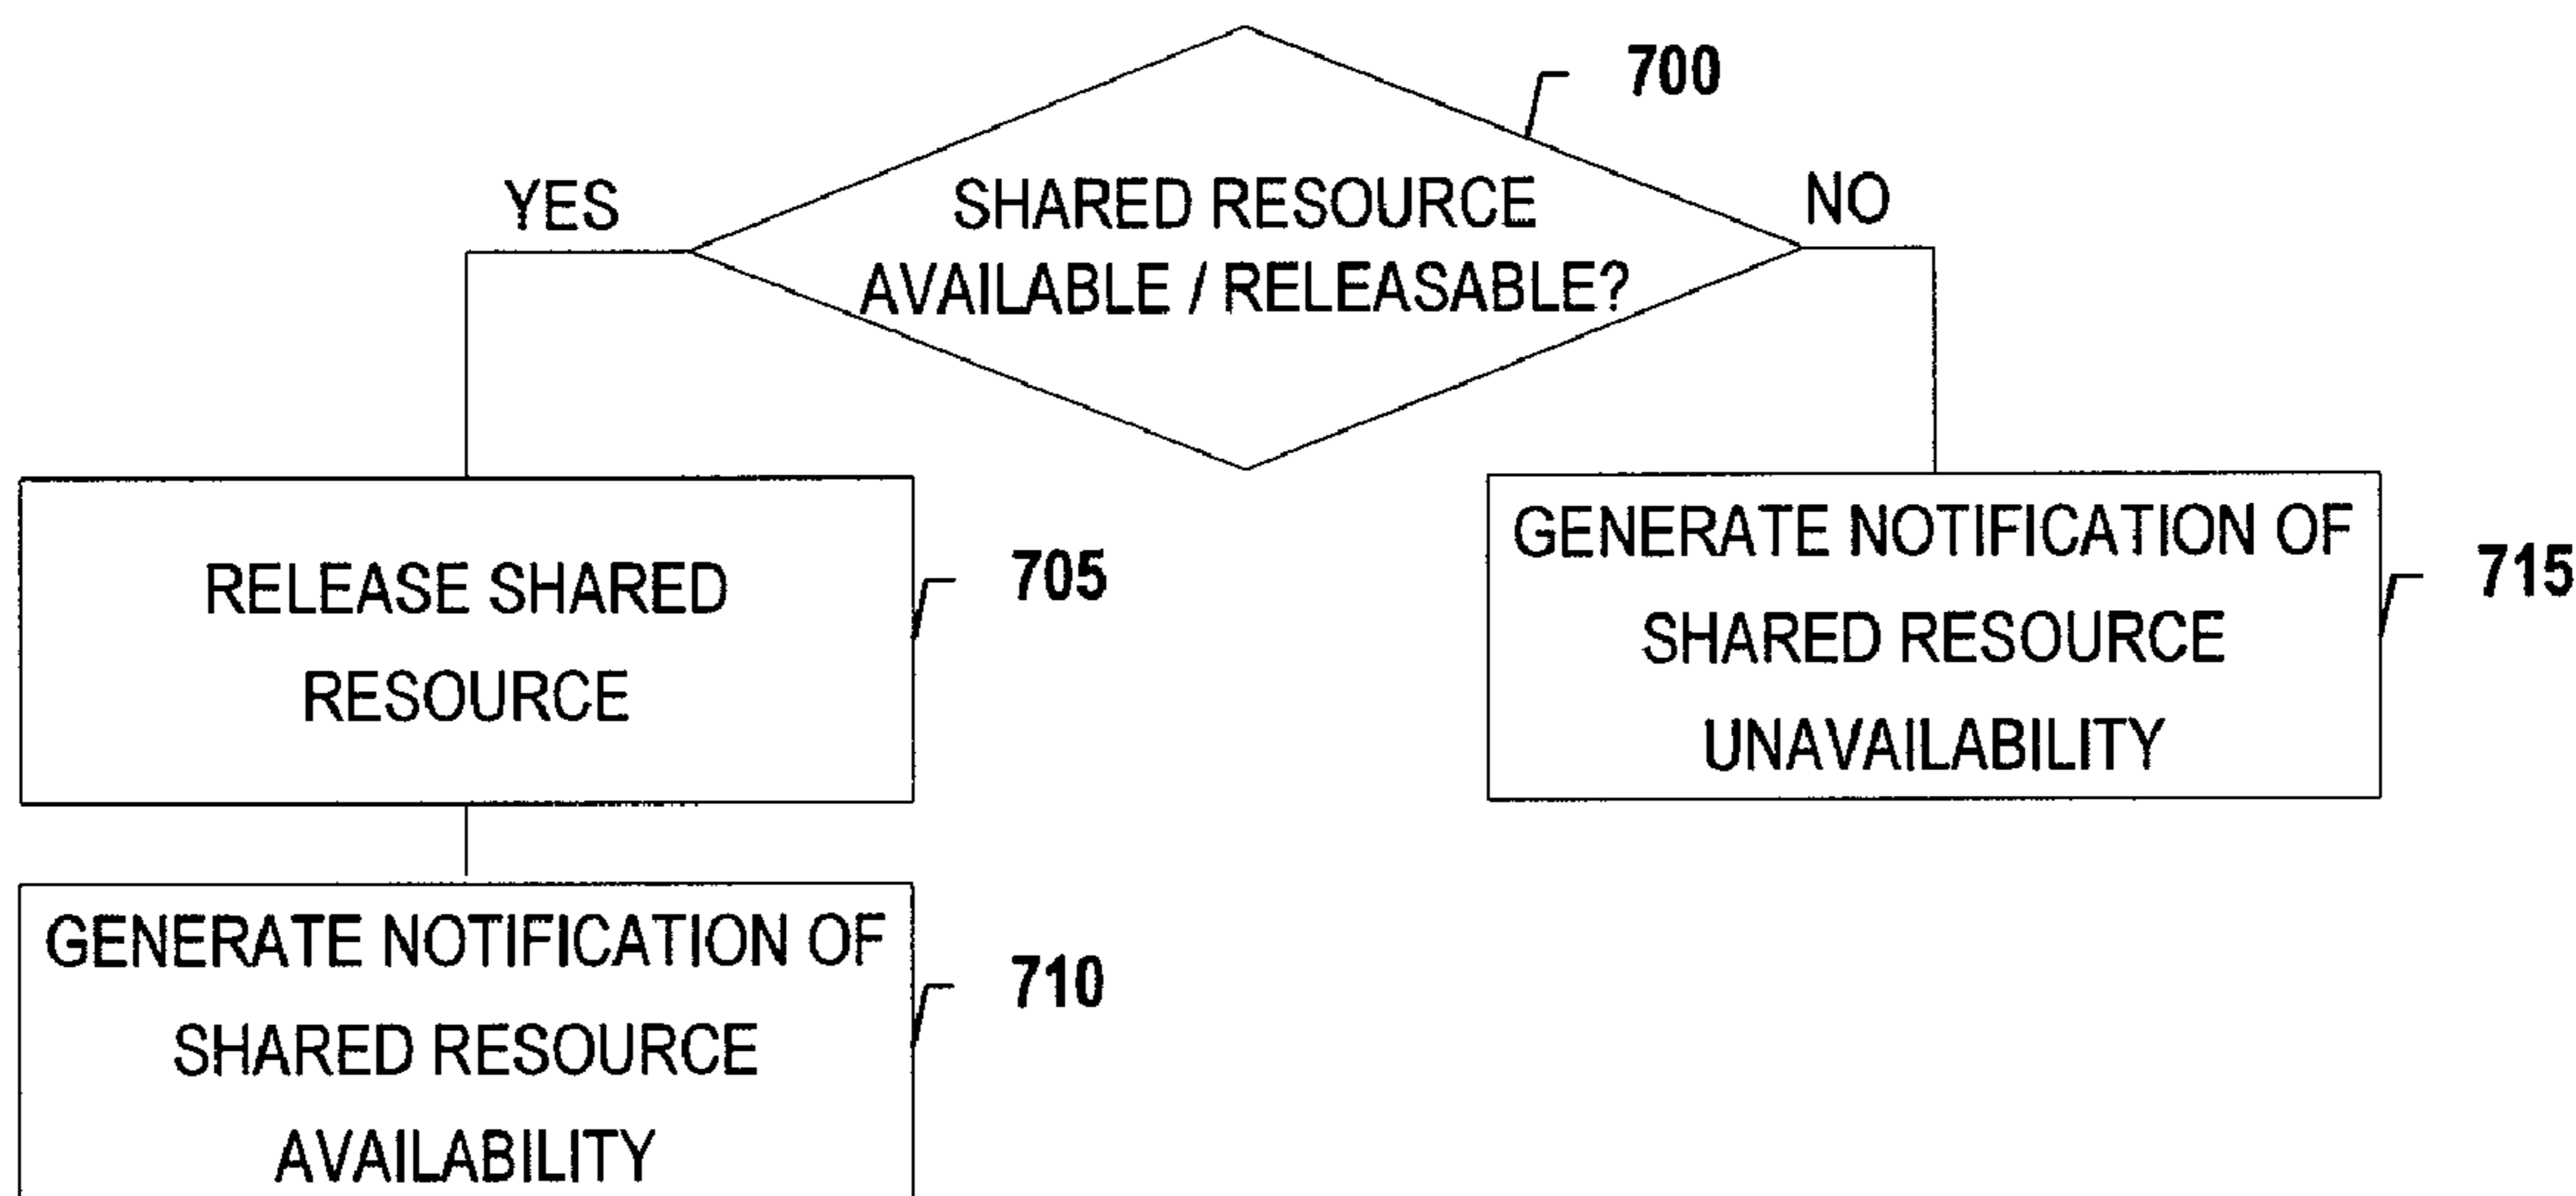 700
YES
NO
SHARED RESOURCE
AVAILABLE / RELEASABLE?
RELEASE SHARED
RESOURCE
705
GENERATE NOTIFICATION OF
SHARED RESOURCE
UNAVAILABILITY
715
GENERATE NOTIFICATION OF
SHARED RESOURCE
AVAILABILITY
710